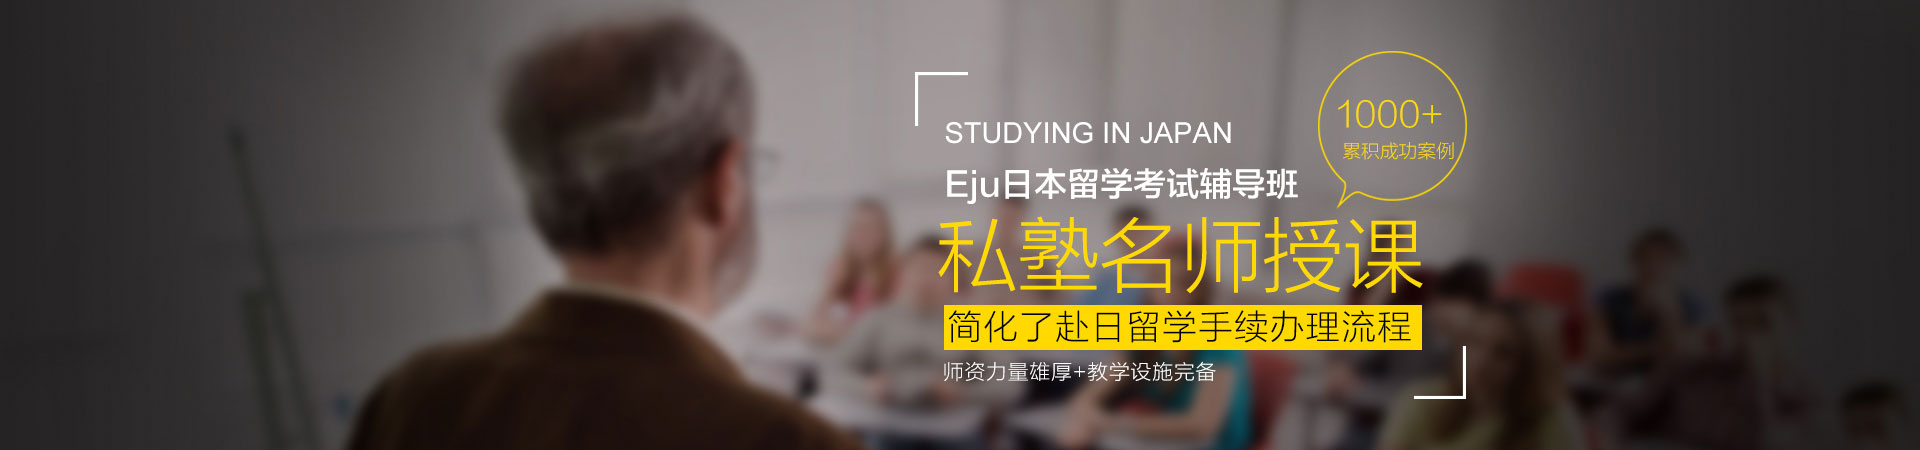 STUDYING IN JAPAN
1000+
累积成功案例
Eju日本留学考试辅导班
私塾名师授课
简化了赴日留学手续办理流程
师资力量雄厚+教学设施完备